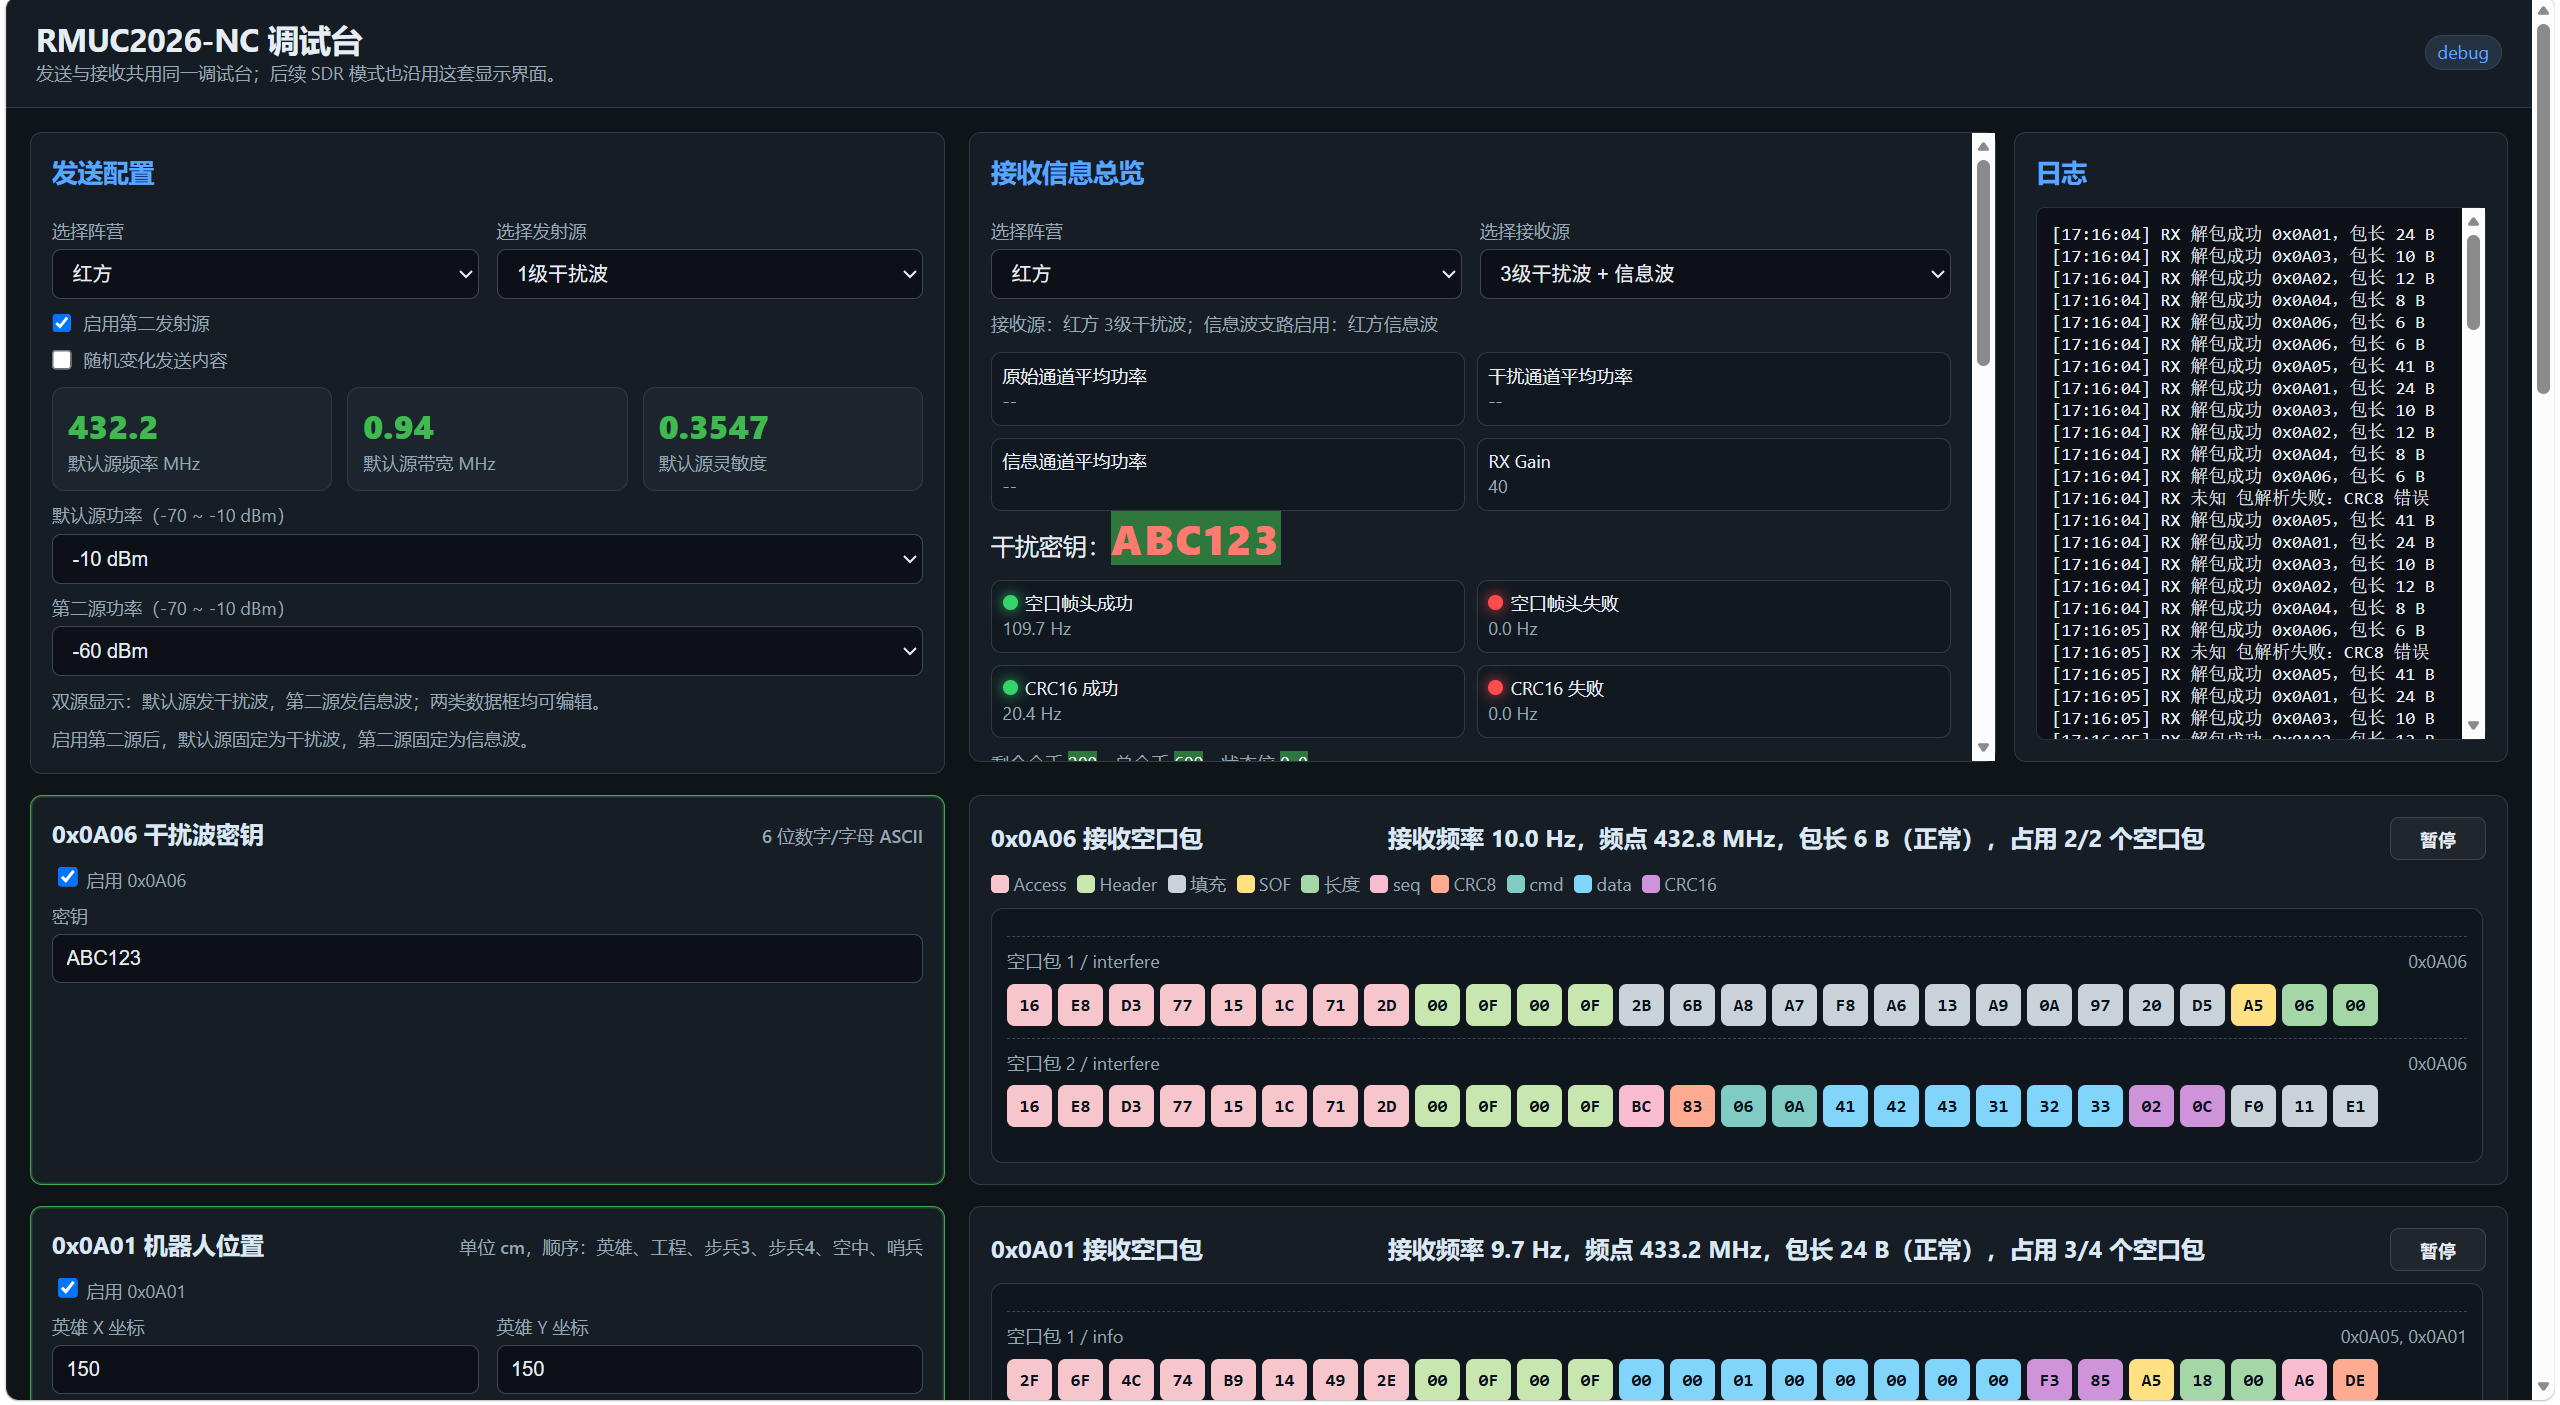 RMUC2026-NC 调试台
发送与接收共用同一调试台；后续 SDR 模式也沿用这套显示界面。
debug
发送配置
选择阵营
选择发射源
红方
1级干扰波
启用第二发射源
随机变化发送内容
432.2
默认源频率 MHz
0.94
默认源带宽 MHz
0.3547
默认源灵敏度
默认源功率（-70 ~ -10 dBm）
-10 dBm
第二源功率（-70 ~ -10 dBm）
-60 dBm
双源显示：默认源发干扰波，第二源发信息波；两类数据框均可编辑。
启用第二源后，默认源固定为干扰波，第二源固定为信息波。
接收信息总览
选择阵营
选择接收源
红方
3级干扰波 + 信息波
接收源：红方 3级干扰波；信息波支路启用：红方信息波
原始通道平均功率
--
干扰通道平均功率
--
信息通道平均功率
--
RX Gain
40
干扰密钥：ABC123
空口帧头成功
109.7 Hz
空口帧头失败
0.0 Hz
CRC16 成功
20.4 Hz
CRC16 失败
0.0 Hz
日志
[17:16:04] RX 解包成功 0x0A01，包长 24 B
[17:16:04] RX 解包成功 0x0A03，包长 10 B
[17:16:04] RX 解包成功 0x0A02，包长 12 B
[17:16:04] RX 解包成功 0x0A04，包长 8 B
[17:16:04] RX 解包成功 0x0A06，包长 6 B
[17:16:04] RX 解包成功 0x0A06，包长 6 B
[17:16:04] RX 解包成功 0x0A05，包长 41 B
[17:16:04] RX 解包成功 0x0A01，包长 24 B
[17:16:04] RX 解包成功 0x0A03，包长 10 B
[17:16:04] RX 解包成功 0x0A02，包长 12 B
[17:16:04] RX 解包成功 0x0A04，包长 8 B
[17:16:04] RX 解包成功 0x0A06，包长 6 B
[17:16:04] RX 未知 包解析失败：CRC8 错误
[17:16:04] RX 解包成功 0x0A05，包长 41 B
[17:16:04] RX 解包成功 0x0A01，包长 24 B
[17:16:04] RX 解包成功 0x0A03，包长 10 B
[17:16:04] RX 解包成功 0x0A02，包长 12 B
[17:16:04] RX 解包成功 0x0A04，包长 8 B
[17:16:05] RX 解包成功 0x0A06，包长 6 B
[17:16:05] RX 未知 包解析失败：CRC8 错误
[17:16:05] RX 解包成功 0x0A05，包长 41 B
[17:16:05] RX 解包成功 0x0A01，包长 24 B
[17:16:05] RX 解包成功 0x0A03，包长 10 B
0x0A06 干扰波密钥
6 位数字/字母 ASCII
启用 0x0A06
密钥
ABC123
0x0A06 接收空口包
接收频率 10.0 Hz，频点 432.8 MHz，包长 6 B（正常），占用 2/2 个空口包
暂停
Access Header 填充 SOF 长度 seq CRC8 cmd data CRC16
空口包 1 / interfere
0x0A06
16 E8 D3 77 15 1C 71 2D 00 0F 00 0F 2B 6B A8 A7 F8 A6 13 A9 0A 97 20 D5 A5 06 00
空口包 2 / interfere
0x0A06
16 E8 D3 77 15 1C 71 2D 00 0F 00 0F BC 83 06 0A 41 42 43 31 32 33 02 0C F0 11 E1
0x0A01 机器人位置
单位 cm，顺序：英雄、工程、步兵3、步兵4、空中、哨兵
启用 0x0A01
英雄 X 坐标
英雄 Y 坐标
150
150
0x0A01 接收空口包
接收频率 9.7 Hz，频点 433.2 MHz，包长 24 B（正常），占用 3/4 个空口包
暂停
空口包 1 / info
0x0A05, 0x0A01
2F 6F 4C 74 B9 14 49 2E 00 0F 00 0F 00 00 01 00 00 00 00 00 F3 85 A5 18 00 A6 DE